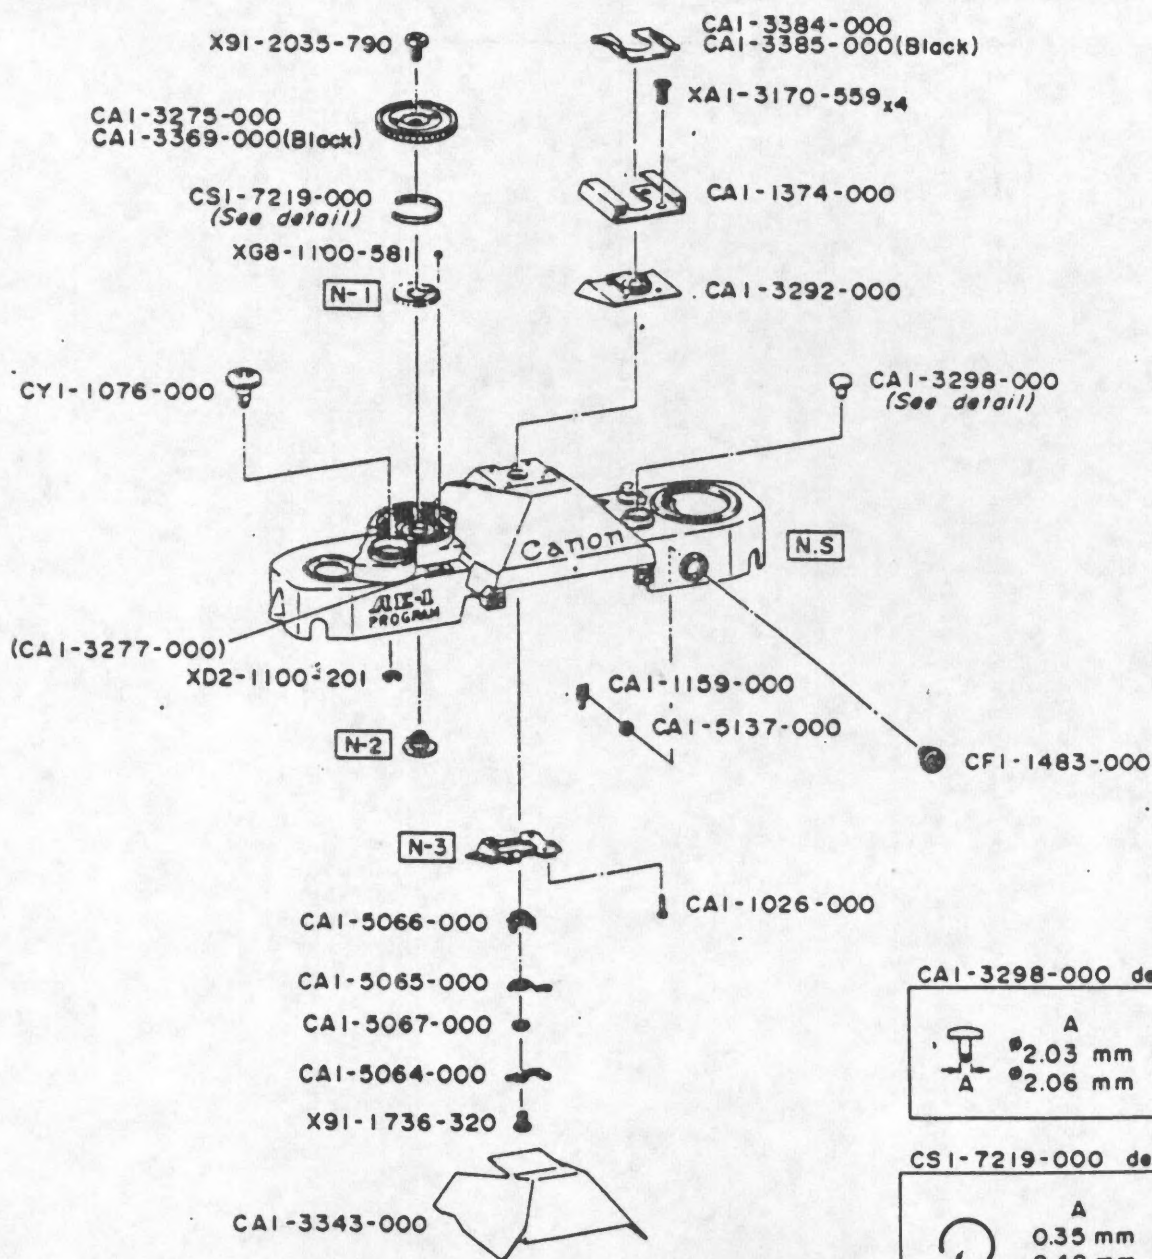 X91-2035-790
CA1-3384-000
CA1-3385-000(Black)
XA1-3170-559x4
CA1-3275-000
CA1-3369-000(Black)
CA1-1374-000
CS1-7219-000
(See detail)
XG8-1100-581
N-1
CA1-3292-000
CY1-1076-000
CA1-3298-000
(See detail)
Canon
N.S
AE-1
PROGRAM
(CA1-3277-000)
XD2-1100-201
CA1-1159-000
CA1-5137-000
N-2
CF1-1483-000
N-3
CA1-1026-000
CA1-5066-000
CA1-5065-000
CA1-5067-000
CA1-5064-000
X91-1736-320
CA1-3343-000
CA1-3298-000 de
A
ø2.03 mm
ø2.06 mm
A
CS1-7219-000 de
A
0.35 mm